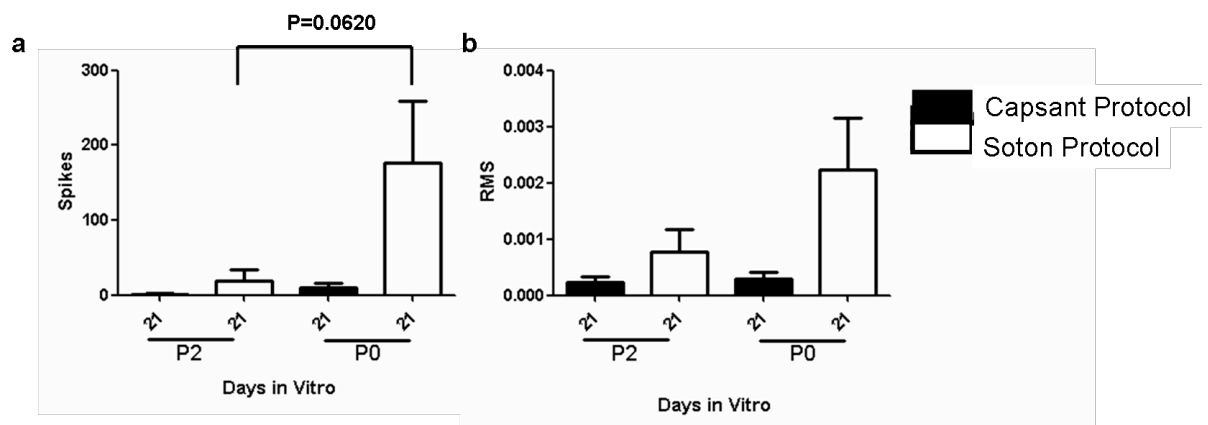 P=0.0620
a
300
200
100
0
Spikes
21
21
21
21
P2
P0
Days in Vitro
b
0.004
0.003
0.002
0.001
0.000
RMS
21
21
21
21
P2
P0
Days in Vitro
Capsant Protocol
Soton Protocol